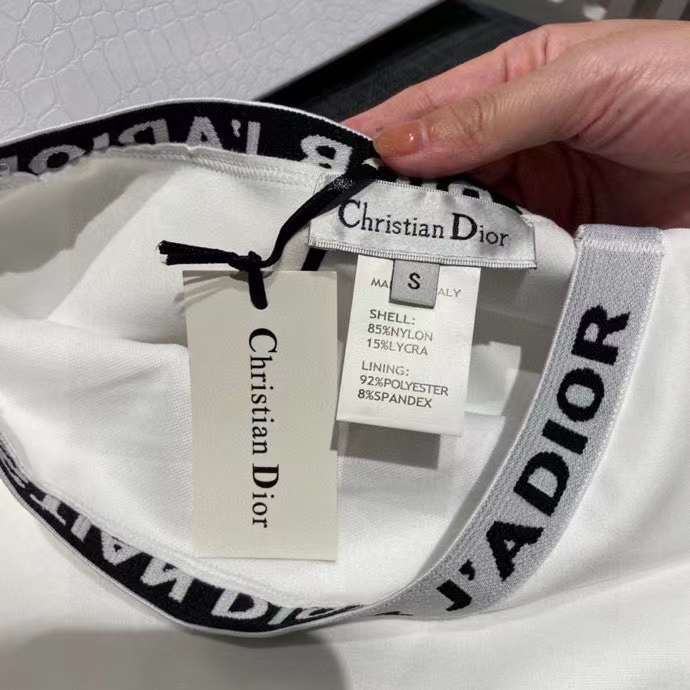 J'ADIOR
Christian Dior
S
MA ALY
SHELL:
85%NYLON
15%LYCRA
LINING:
92%POLYESTER
8%SPANDEX
Christian Dior
J'ADIOR